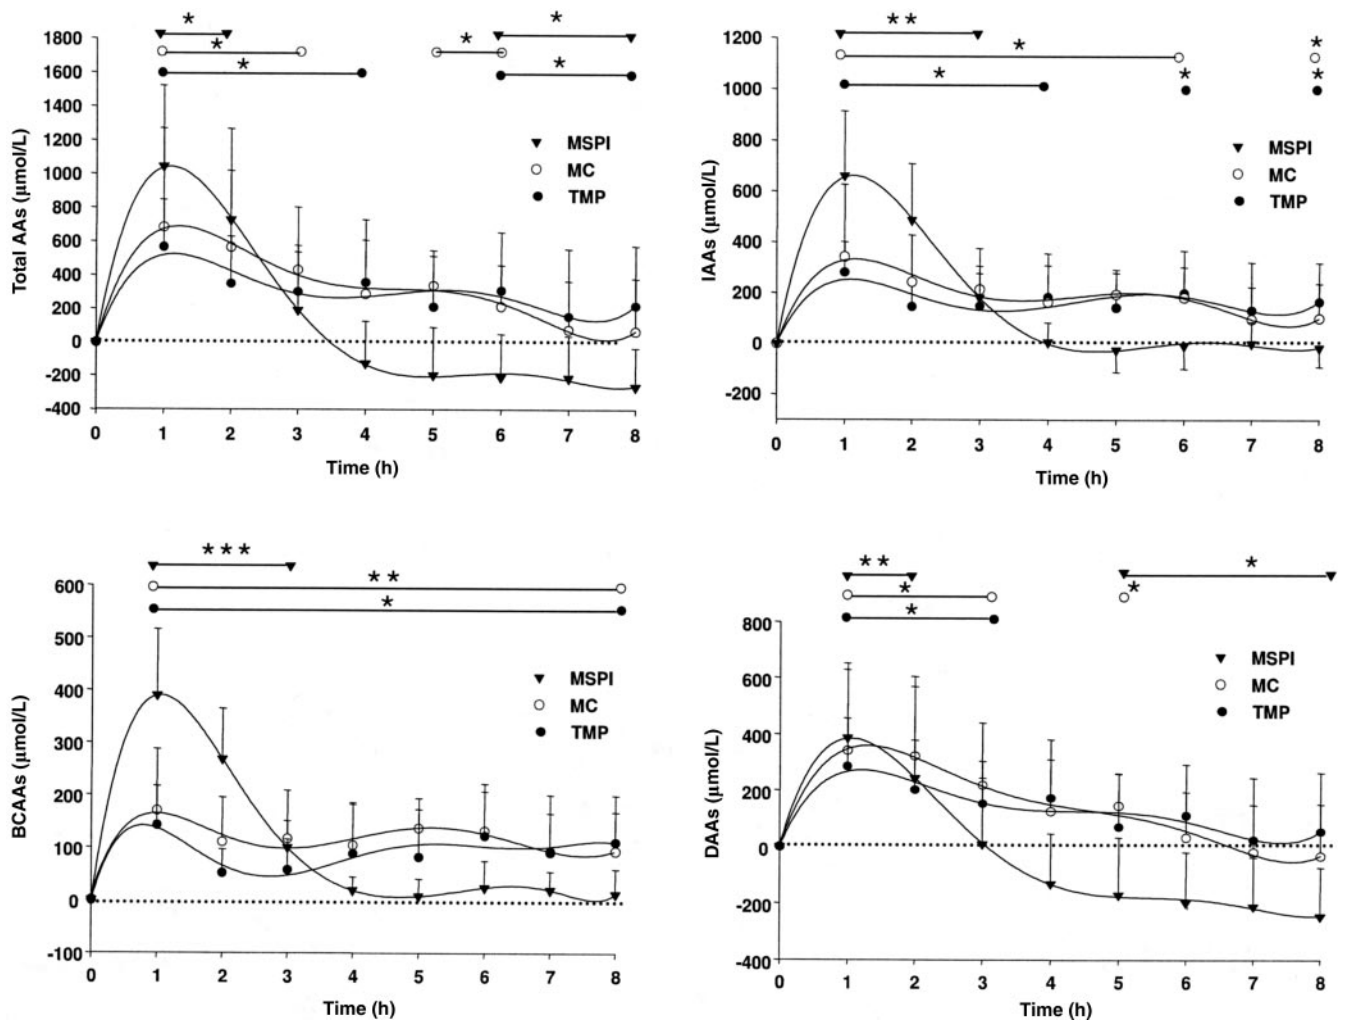 *
*
*
*
*
*
Total AAs (μmol/L)
1800
1600
1400
1200
1000
800
600
400
200
0
-200
-400
MSPI
MC
TMP
0 1 2 3 4 5 6 7 8
Time (h)
**
*
*
*
*
*
IAAs (μmol/L)
1200
1000
800
600
400
200
0
-200
MSPI
MC
TMP
0 1 2 3 4 5 6 7 8
Time (h)
***
**
*
BCAAs (μmol/L)
600
500
400
300
200
100
0
-100
MSPI
MC
TMP
0 1 2 3 4 5 6 7 8
Time (h)
**
*
*
*
*
DAAs (μmol/L)
800
600
400
200
0
-200
-400
MSPI
MC
TMP
0 1 2 3 4 5 6 7 8
Time (h)